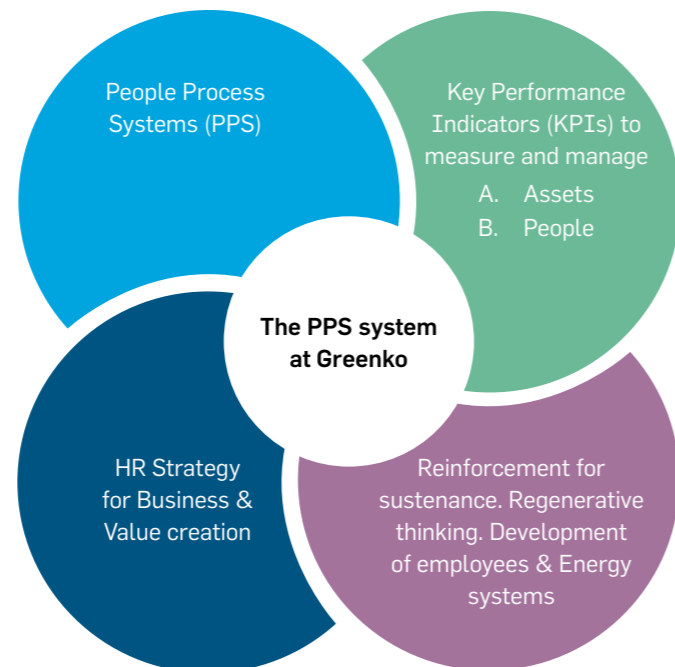 People Process
Systems (PPS)
Key Performance
Indicators (KPIs) to
measure and manage
A. Assets
B. People
The PPS system
at Greenko
HR Strategy
for Business &
Value creation
Reinforcement for
sustenance. Regenerative
thinking. Development
of employees & Energy
systems